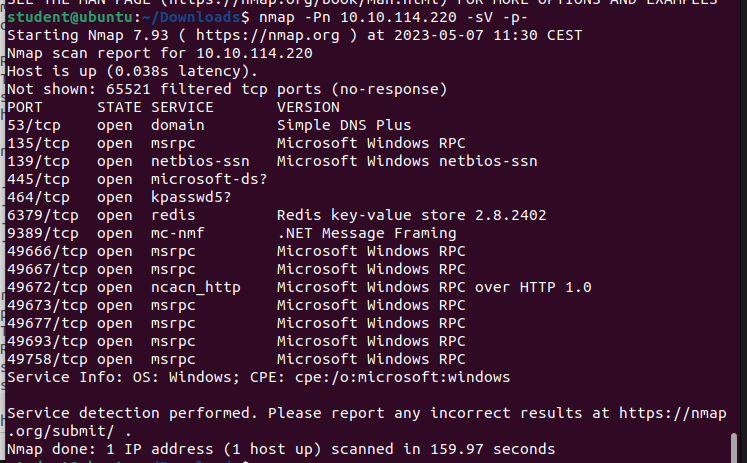 SEE THE MAN PAGE (https://nmap.org/book/man.html) FOR MORE OPTIONS AND EXAMPLES
student@ubuntu:~/Downloads$ nmap -Pn 10.10.114.220 -sV -p-
Starting Nmap 7.93 ( https://nmap.org ) at 2023-05-07 11:30 CEST
Nmap scan report for 10.10.114.220
Host is up (0.038s latency).
Not shown: 65521 filtered tcp ports (no-response)
PORT STATE SERVICE VERSION
53/tcp open domain Simple DNS Plus
135/tcp open msrpc Microsoft Windows RPC
139/tcp open netbios-ssn Microsoft Windows netbios-ssn
445/tcp open microsoft-ds?
464/tcp open kpasswd5?
6379/tcp open redis Redis key-value store 2.8.2402
9389/tcp open mc-nmf .NET Message Framing
49666/tcp open msrpc Microsoft Windows RPC
49667/tcp open msrpc Microsoft Windows RPC
49672/tcp open ncacn_http Microsoft Windows RPC over HTTP 1.0
49673/tcp open msrpc Microsoft Windows RPC
49677/tcp open msrpc Microsoft Windows RPC
49693/tcp open msrpc Microsoft Windows RPC
49758/tcp open msrpc Microsoft Windows RPC
Service Info: OS: Windows; CPE: cpe:/o:microsoft:windows
Service detection performed. Please report any incorrect results at https://nmap
.org/submit/ .
Nmap done: 1 IP address (1 host up) scanned in 159.97 seconds